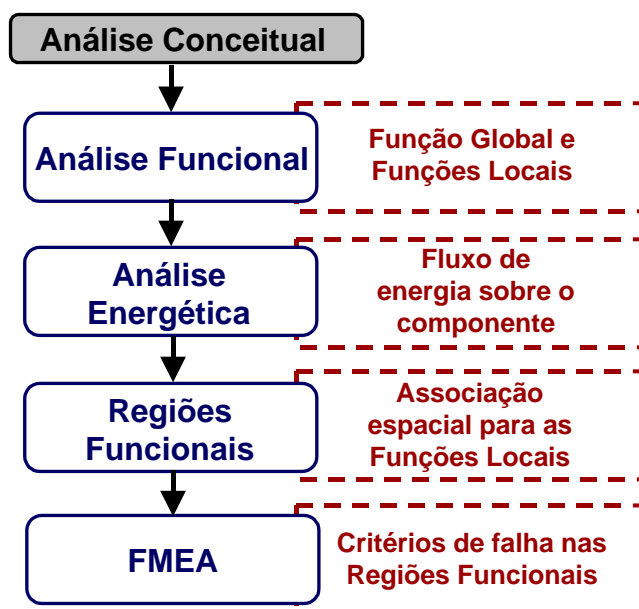 Análise Conceitual
Análise Funcional
Função Global e
Funções Locais
Análise
Energética
Fluxo de
energia sobre o
componente
Regiões
Funcionais
Associação
espacial para as
Funções Locais
FMEA
Critérios de falha nas
Regiões Funcionais